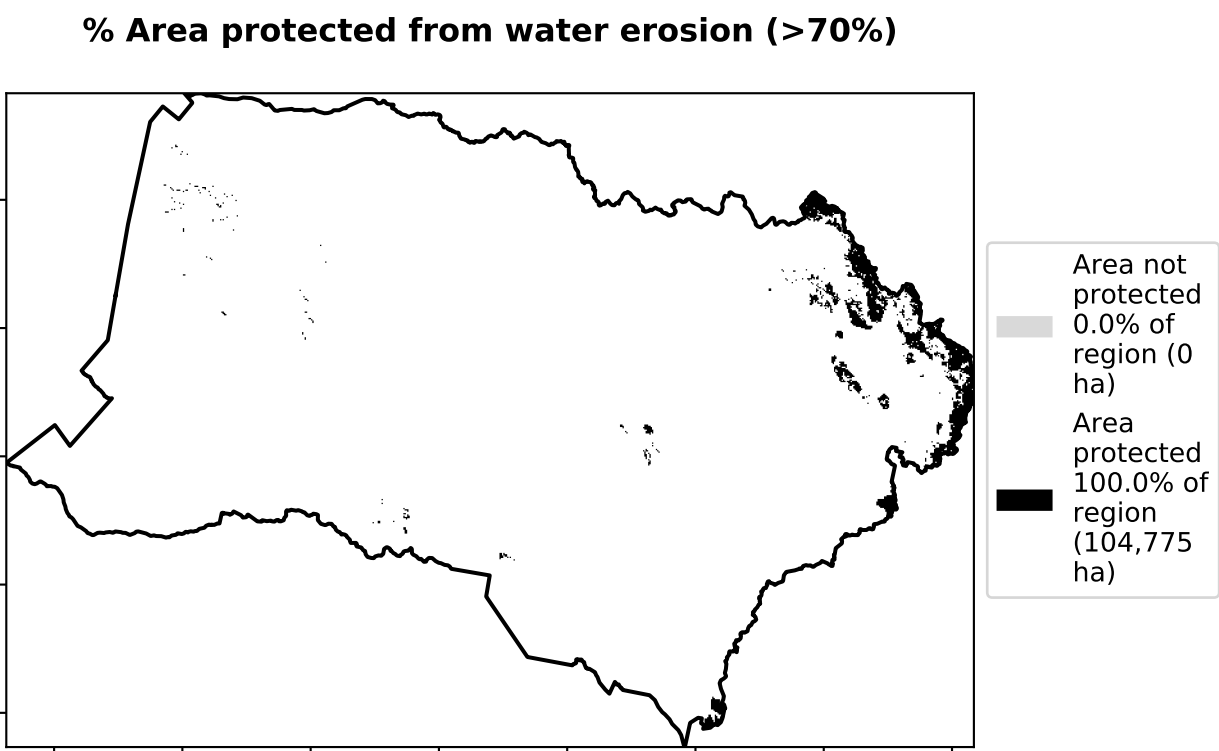 % Area protected from water erosion (>70%)
Area not
protected
0.0% of
region (0
ha)
Area
protected
100.0% of
region
(104,775
ha)